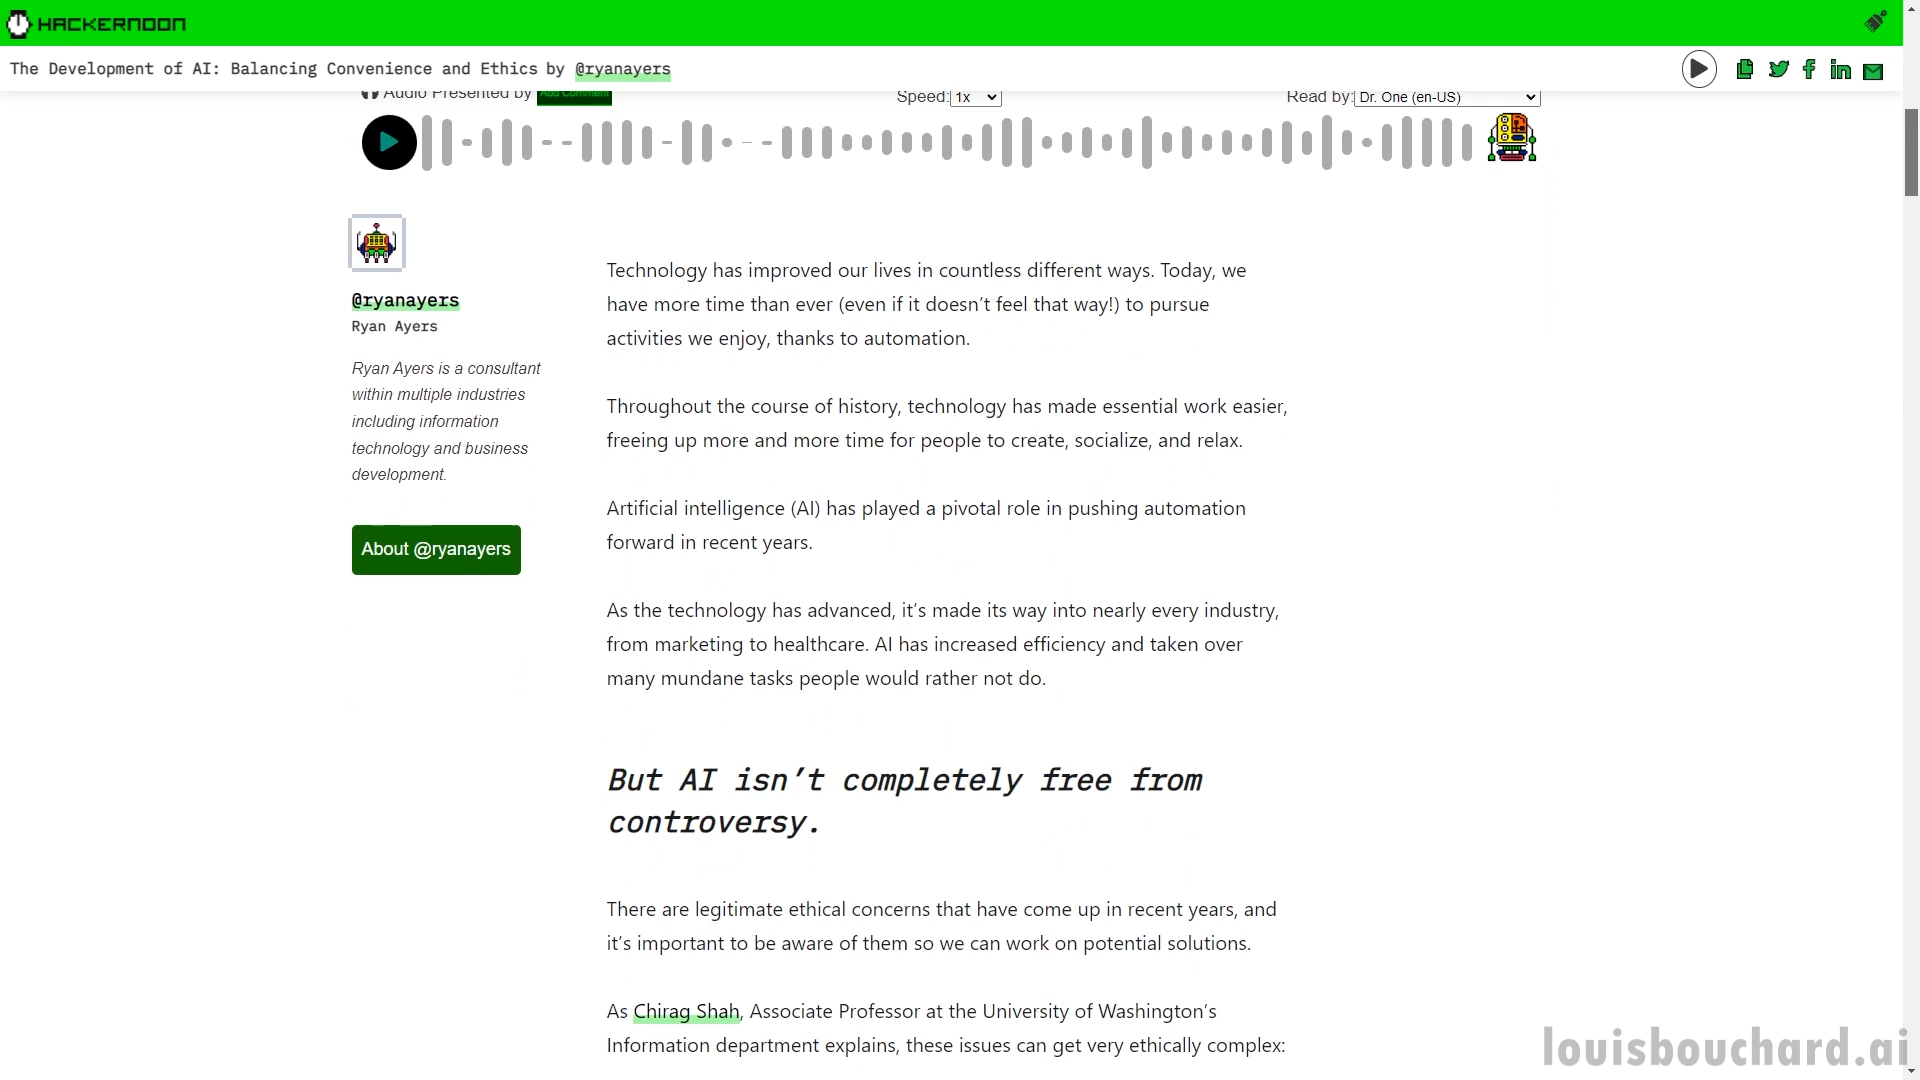 HACKERNOON
The Development of AI: Balancing Convenience and Ethics by @ryanayers
Audio Presented by Add Comment
Speed: 1x
Read by: Dr. One (en-US)
@ryanayers
Ryan Ayers
Ryan Ayers is a consultant
within multiple industries
including information
technology and business
development.
About @ryanayers
Technology has improved our lives in countless different ways. Today, we
have more time than ever (even if it doesn’t feel that way!) to pursue
activities we enjoy, thanks to automation.
Throughout the course of history, technology has made essential work easier,
freeing up more and more time for people to create, socialize, and relax.
Artificial intelligence (AI) has played a pivotal role in pushing automation
forward in recent years.
As the technology has advanced, it’s made its way into nearly every industry,
from marketing to healthcare. AI has increased efficiency and taken over
many mundane tasks people would rather not do.
But AI isn’t completely free from
controversy.
There are legitimate ethical concerns that have come up in recent years, and
it’s important to be aware of them so we can work on potential solutions.
As Chirag Shah, Associate Professor at the University of Washington’s
Information department explains, these issues can get very ethically complex:
louisbouchard.ai